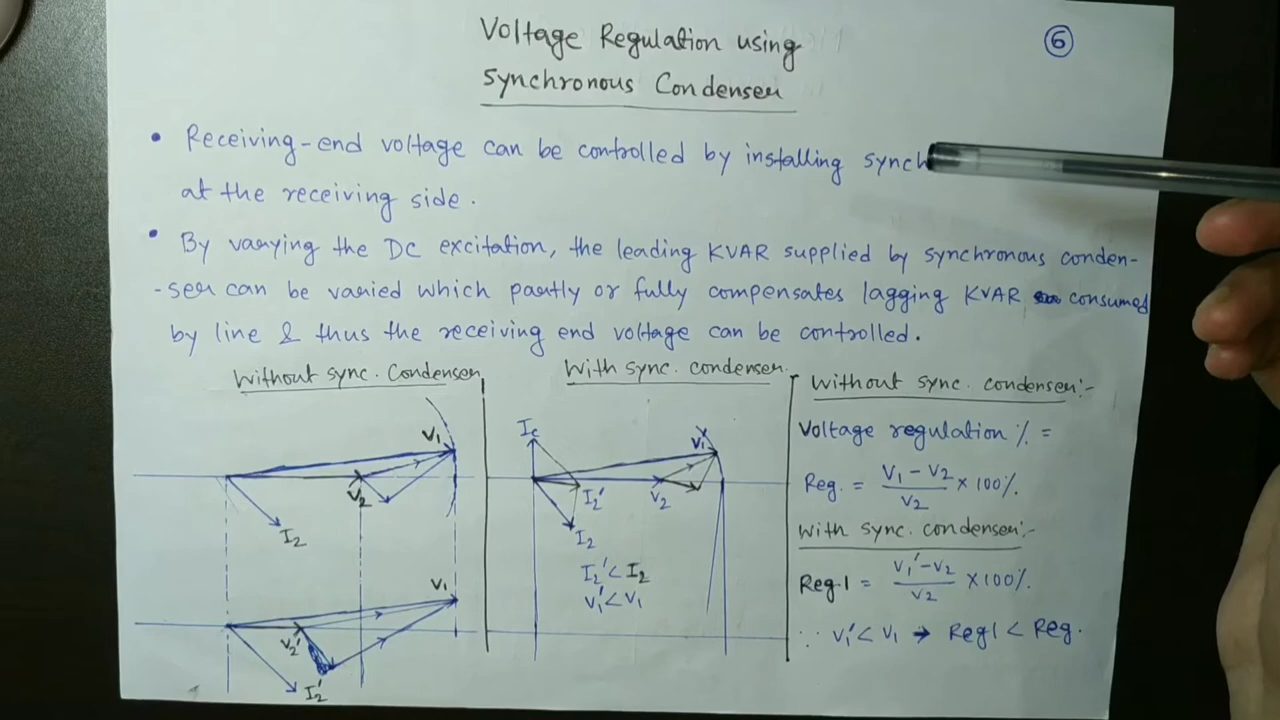 Voltage Regulation using
Synchronous Condenser
6
• Receiving-end voltage can be controlled by installing synch
at the receiving side.
• By varying the DC excitation, the leading KVAR supplied by synchronous conden-
-ser can be varied which partly or fully compensates lagging KVAR consumed
by line & thus the receiving end voltage can be controlled.
Without sync. Condenser
V1
V2
I2
V1
V2'
I2'
With sync. condenser.
Ic
V1'
I2'
V2
I2
I2' < I2
V1' < V1
Without sync. condenser:-
Voltage regulation % =
Reg. = (V1 - V2)/V2 × 100%.
With sync. condenser:-
Reg1 = (V1' - V2)/V2 × 100%.
∴ V1' < V1 → Reg1 < Reg.